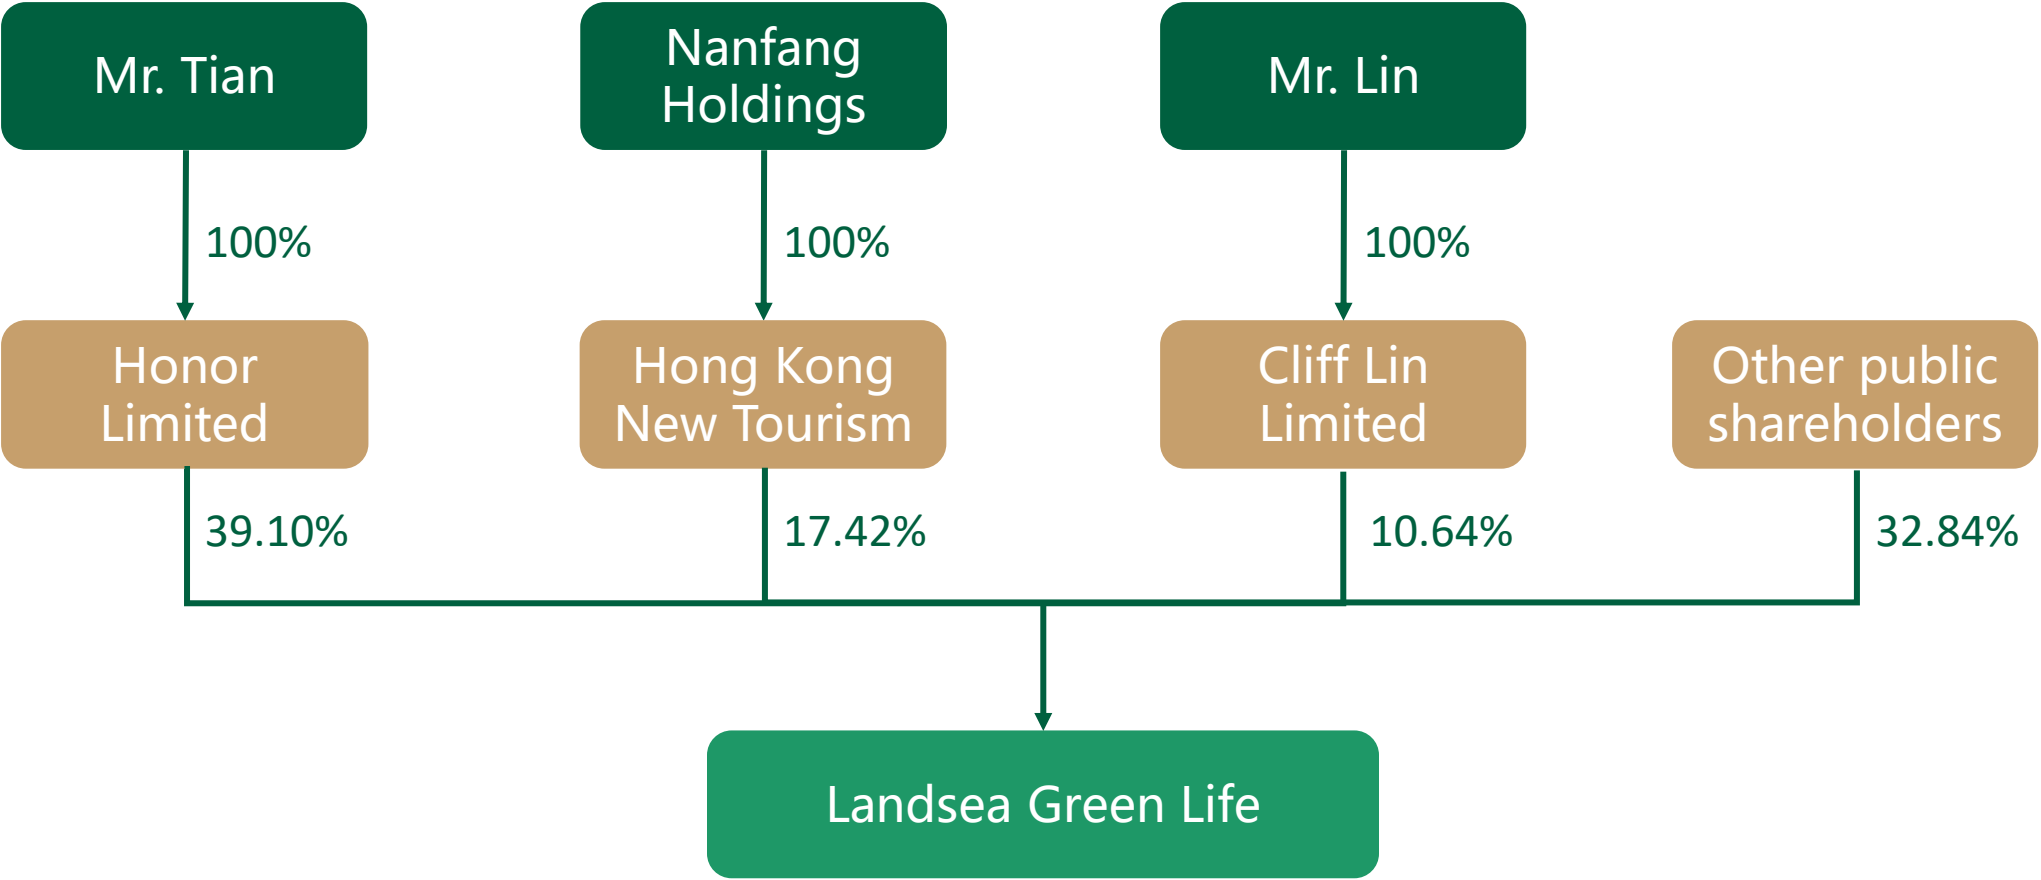 Mr. Tian
Nanfang
Holdings
Mr. Lin
100%
100%
100%
Honor
Limited
Hong Kong
New Tourism
Cliff Lin
Limited
Other public
shareholders
39.10%
17.42%
10.64%
32.84%
Landsea Green Life